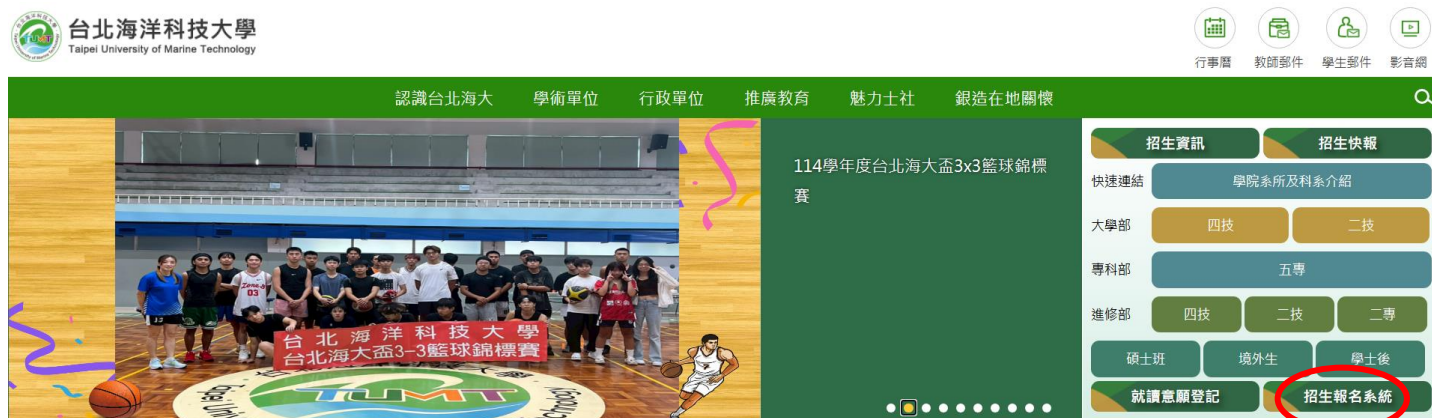 台北海洋科技大學
Taipei University of Marine Technology
行事曆
教師郵件
學生郵件
影音網
認識台北海大
學術單位
行政單位
推廣教育
魅力士社
銀造在地關懷
114學年度台北海大盃3x3籃球錦標
賽
台北海洋科技大學
台北海大盃3-3籃球錦標賽
TUMT
招生資訊
招生快報
快速連結
學院系所及科系介紹
大學部
四技
二技
專科部
五專
進修部
四技
二技
二專
碩士班
境外生
學士後
就讀意願登記
招生報名系統